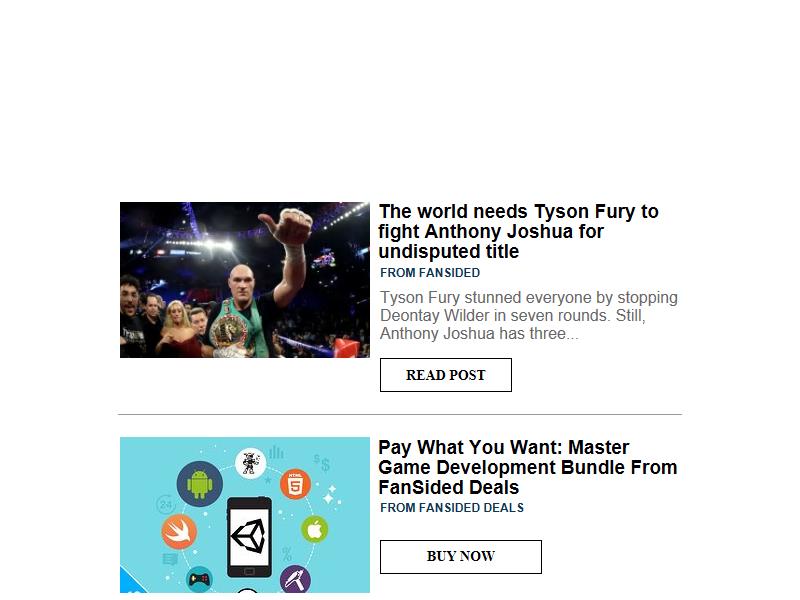 The world needs Tyson Fury to
fight Anthony Joshua for
undisputed title
FROM FANSIDED
Tyson Fury stunned everyone by stopping
Deontay Wilder in seven rounds. Still,
Anthony Joshua has three...
READ POST
Pay What You Want: Master
Game Development Bundle From
FanSided Deals
FROM FANSIDED DEALS
BUY NOW
HTML
24